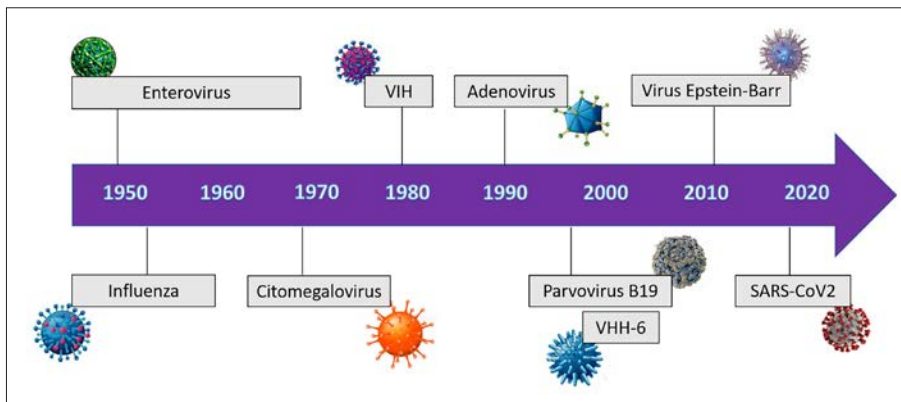 Enterovirus
VIH
Adenovirus
Virus Epstein-Barr
1950 1960 1970 1980 1990 2000 2010 2020
Influenza
Citomegalovirus
Parvovirus B19
SARS-CoV2
VHH-6